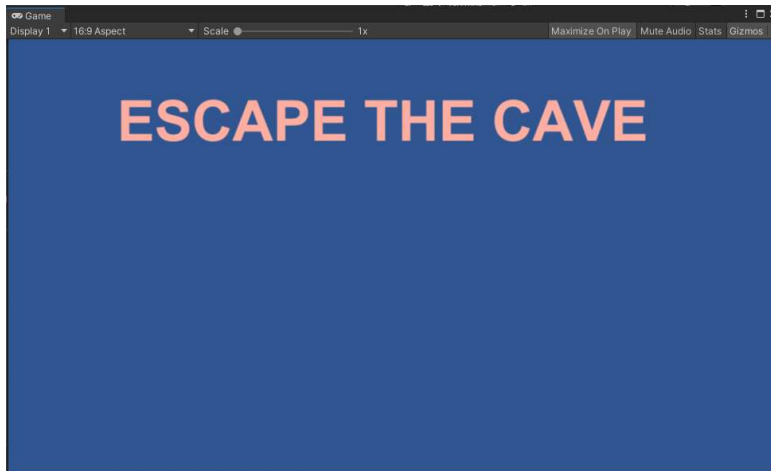 Game
Display 1 16:9 Aspect Scale 1x Maximize On Play Mute Audio Stats Gizmos
ESCAPE THE CAVE